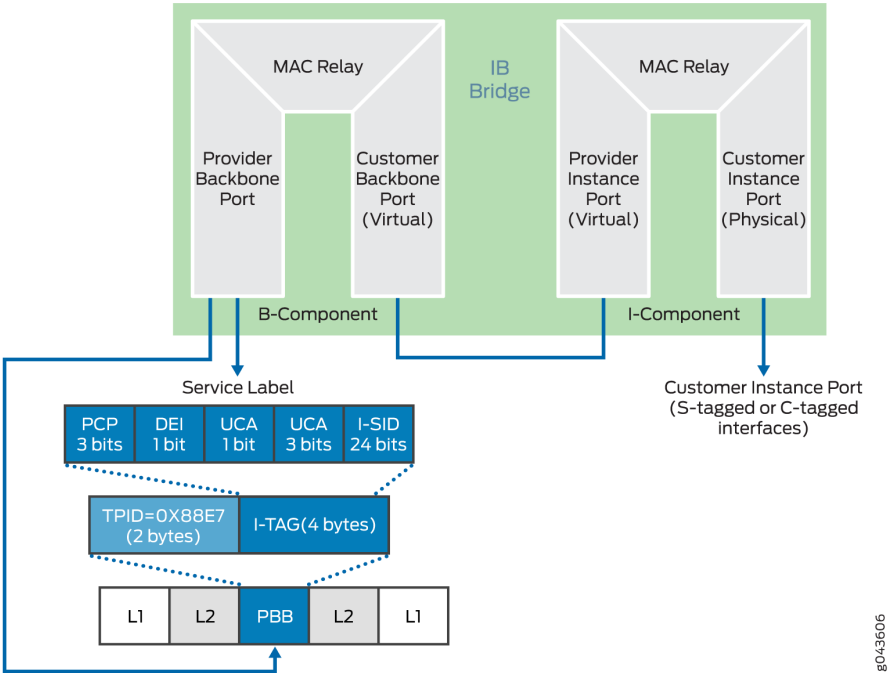 MAC Relay
IB
Bridge
MAC Relay
Provider
Backbone
Port
Customer
Backbone
Port
(Virtual)
Provider
Instance
Port
(Virtual)
Customer
Instance
Port
(Physical)
B-Component
I-Component
Service Label
Customer Instance Port
(S-tagged or C-tagged
interfaces)
PCP
3 bits
DEI
1 bit
UCA
1 bit
UCA
3 bits
I-SID
24 bits
TPID=0X88E7
(2 bytes)
I-TAG(4 bytes)
L1
L2
PBB
L2
L1
g043606